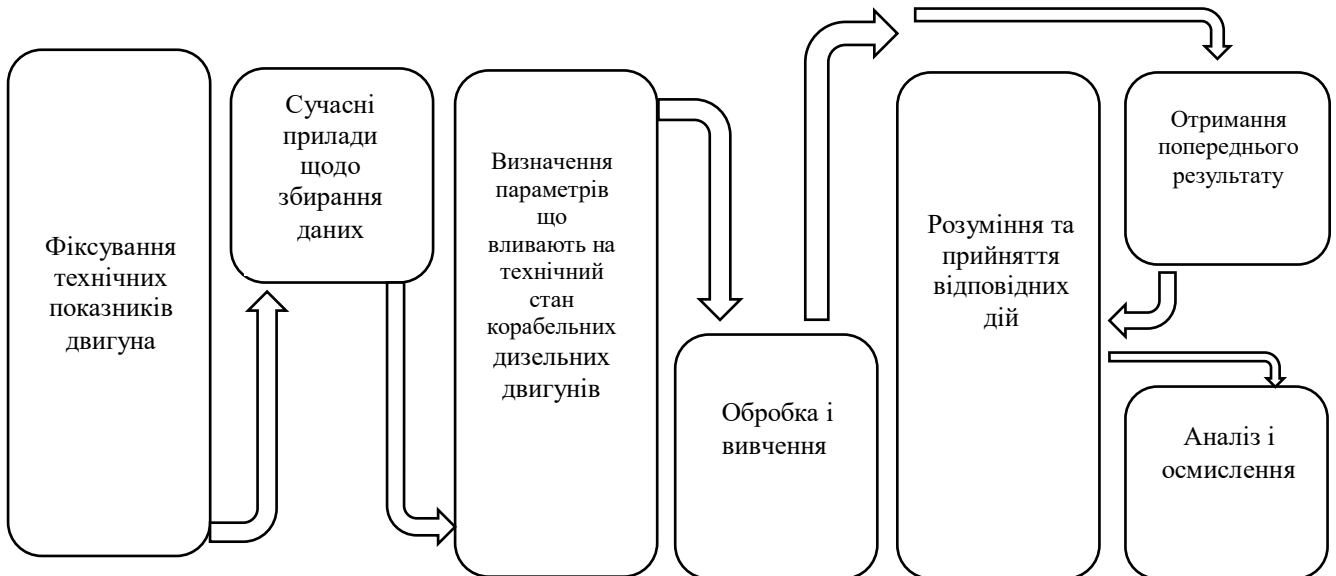 Фіксування
технічних
показників
двигуна
Сучасні
прилади
щодо
збирання
даних
Визначення
параметрів
що
вливають на
технічний
стан
корабельних
дизельних
двигунів
Обробка і
вивчення
Розуміння та
прийняття
відповідних
дій
Отримання
попереднього
результату
Аналіз і
осмислення